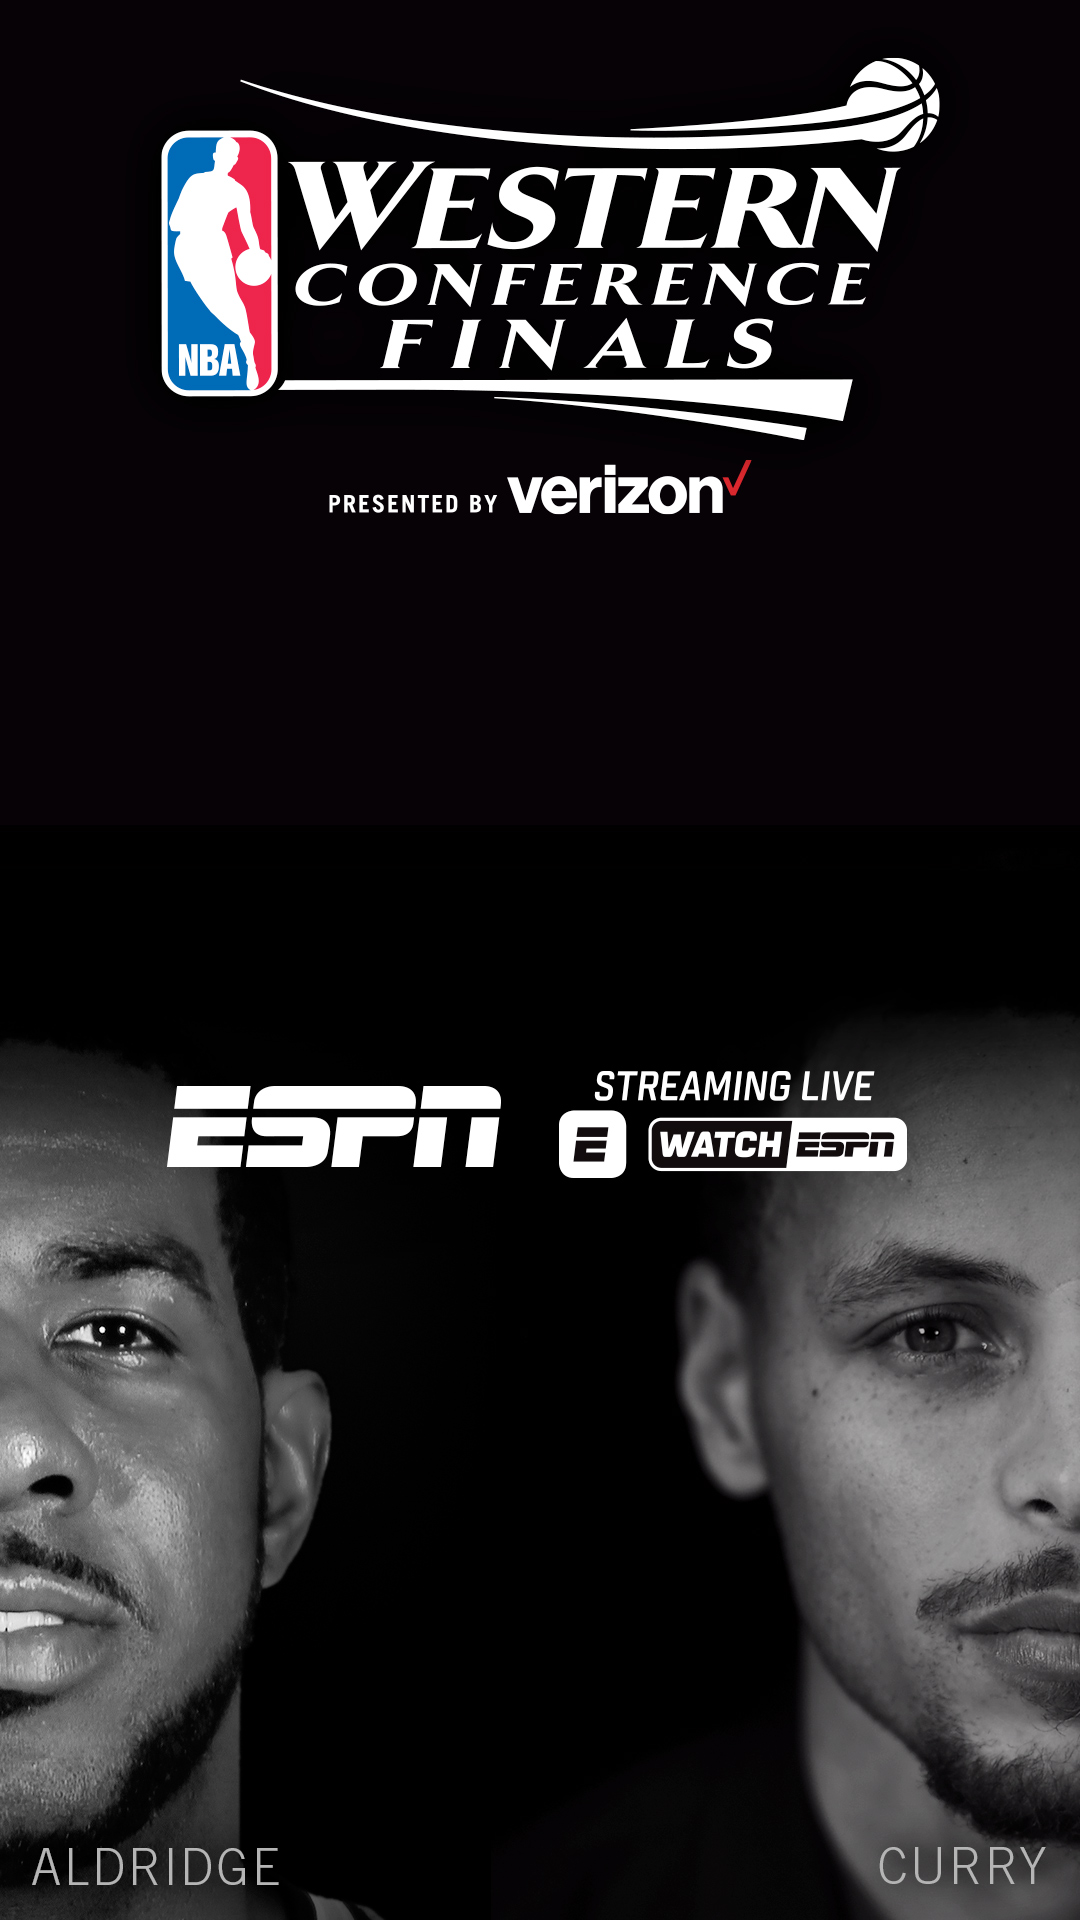 WESTERN
CONFERENCE
FINALS
NBA
PRESENTED BY verizon
STREAMING LIVE
ESPN
E WATCH ESPN
ALDRIDGE
CURRY